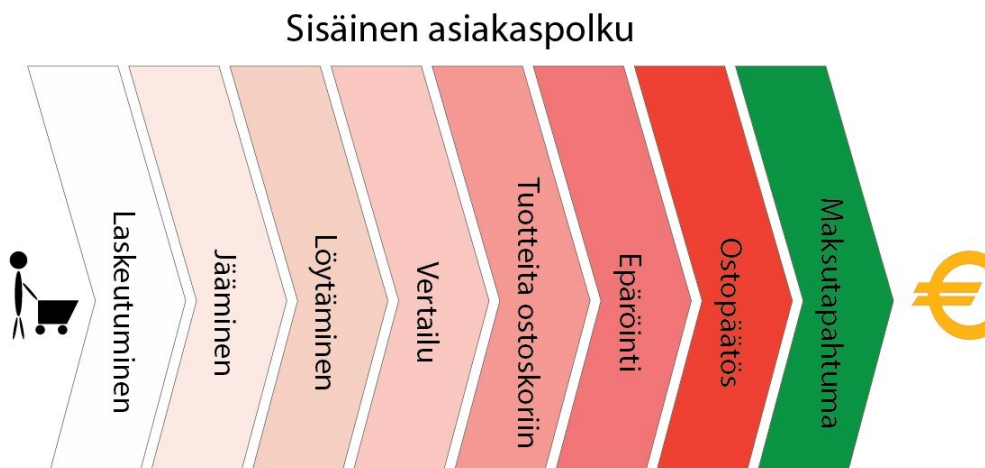 Sisäinen asiakaspolku
Laskeutuminen
Jääminen
Löytäminen
Vertailu
Tuotteita ostoskoriin
Epäröinti
Ostopäätös
Maksutapahtuma